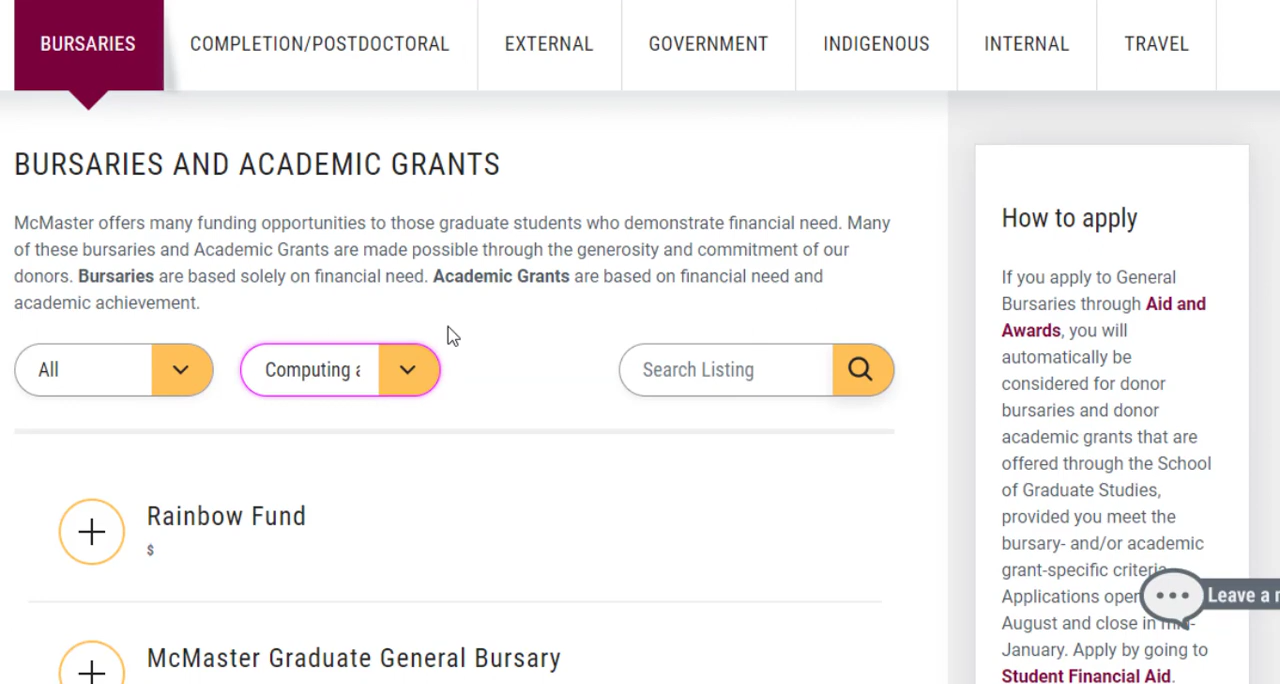 BURSARIES COMPLETION/POSTDOCTORAL EXTERNAL GOVERNMENT INDIGENOUS INTERNAL TRAVEL
BURSARIES AND ACADEMIC GRANTS
McMaster offers many funding opportunities to those graduate students who demonstrate financial need. Many
of these bursaries and Academic Grants are made possible through the generosity and commitment of our
donors. Bursaries are based solely on financial need. Academic Grants are based on financial need and
academic achievement.
All
Computing a
Search Listing
Rainbow Fund
$
McMaster Graduate General Bursary
How to apply
If you apply to General
Bursaries through Aid and
Awards, you will
automatically be
considered for donor
bursaries and donor
academic grants that are
offered through the School
of Graduate Studies,
provided you meet the
bursary- and/or academic
grant-specific criteria.
Applications open
August and close in mid-
January. Apply by going to
Student Financial Aid.
Leave a